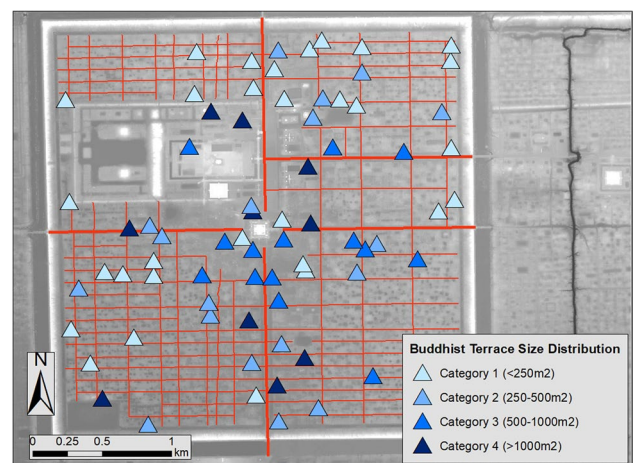 Buddhist Terrace Size Distribution
Category 1 (<250m2)
Category 2 (250-500m2)
Category 3 (500-1000m2)
Category 4 (>1000m2)
N
0 0.25 0.5 1
km